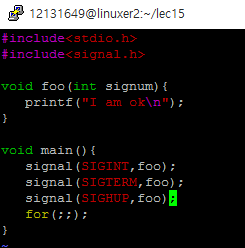 12131649@linuxer2:~/lec15
#include<stdio.h>
#include<signal.h>
void foo(int signum){
    printf("I am ok\n");
}
void main(){
    signal(SIGINT,foo);
    signal(SIGTERM,foo);
    signal(SIGHUP,foo);
    for(;;);
}
~